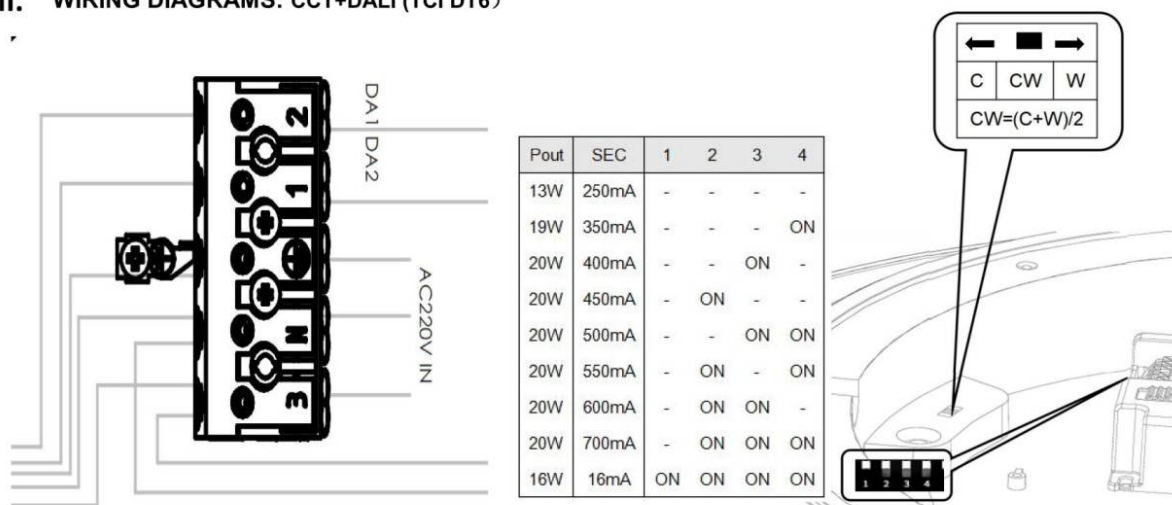 WIRING DIAGRAMS: CCT+DALI (TCI DT6）
2
1
N
3
DA1 DA2
AC220V IN
Pout SEC 1 2 3 4
13W 250mA - - - -
19W 350mA - - - ON
20W 400mA - - ON -
20W 450mA - ON - -
20W 500mA - - ON ON
20W 550mA - ON - ON
20W 600mA - ON ON -
20W 700mA - ON ON ON
16W 16mA ON ON ON ON
C CW W
CW=(C+W)/2
1 2 3 4